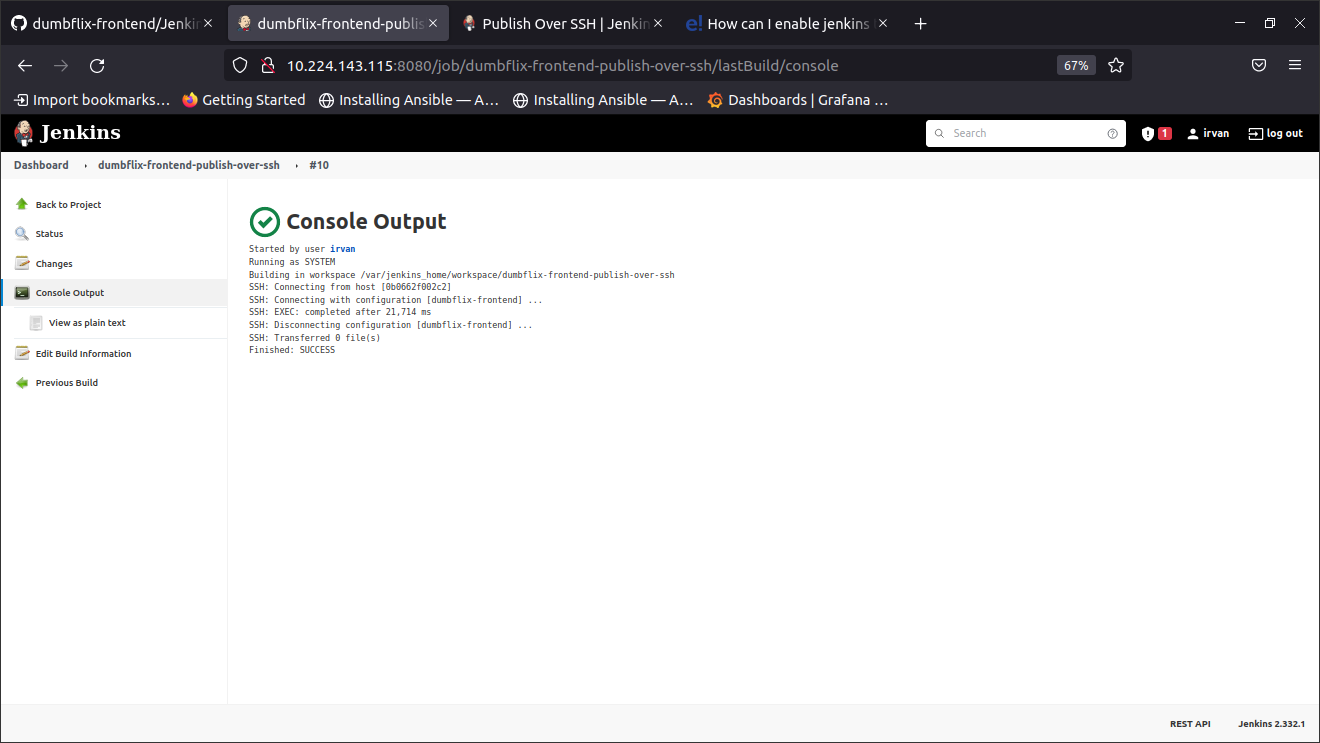 dumbflix-frontend/Jenki
dumbflix-frontend-publis
Publish Over SSH | Jenkin
e! How can I enable jenkins
10.224.143.115:8080/job/dumbflix-frontend-publish-over-ssh/lastBuild/console
67%
Import bookmarks...
Getting Started
Installing Ansible — A...
Installing Ansible — A...
Dashboards | Grafana ...
Jenkins
Search
1
irvan
log out
Dashboard
dumbflix-frontend-publish-over-ssh
#10
Back to Project
Status
Changes
Console Output
View as plain text
Edit Build Information
Previous Build
Console Output
Started by user irvan
Running as SYSTEM
Building in workspace /var/jenkins_home/workspace/dumbflix-frontend-publish-over-ssh
SSH: Connecting from host [0b0662f002c2]
SSH: Connecting with configuration [dumbflix-frontend] ...
SSH: EXEC: completed after 21,714 ms
SSH: Disconnecting configuration [dumbflix-frontend] ...
SSH: Transferred 0 file(s)
Finished: SUCCESS
REST API
Jenkins 2.332.1